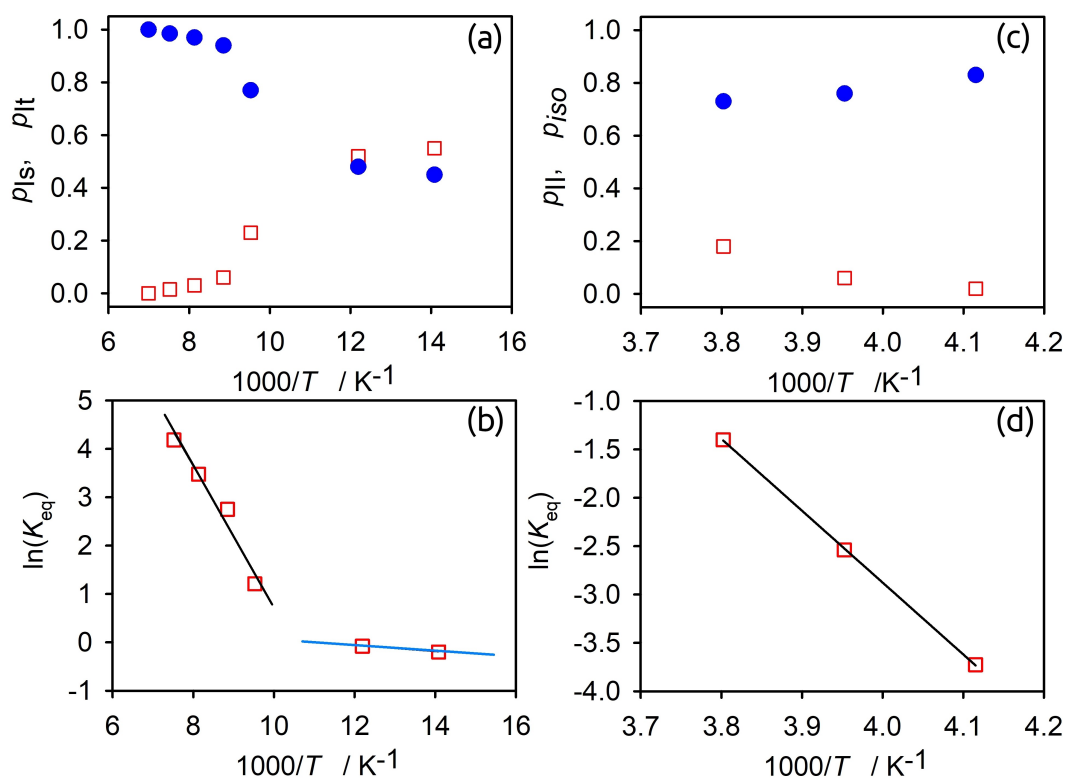 (a)
1.0
0.8
0.6
0.4
0.2
0.0
pIs, pIt
6 8 10 12 14 16
1000/T / K-1
(c)
1.0
0.8
0.6
0.4
0.2
0.0
pII, piso
3.7 3.8 3.9 4.0 4.1 4.2
1000/T /K-1
(b)
5
4
3
2
1
0
-1
ln(Keq)
6 8 10 12 14 16
1000/T / K-1
(d)
-1.0
-1.5
-2.0
-2.5
-3.0
-3.5
-4.0
ln(Keq)
3.7 3.8 3.9 4.0 4.1 4.2
1000/T / K-1